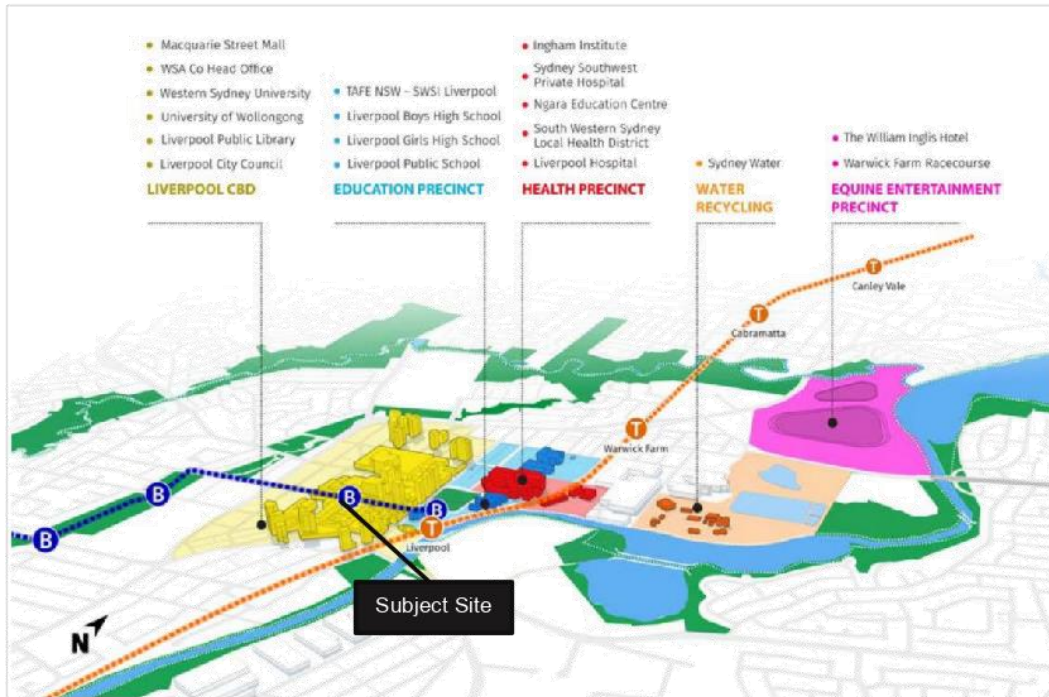 Macquarie Street Mall
WSA Co Head Office
Western Sydney University
University of Wollongong
Liverpool Public Library
Liverpool City Council
LIVERPOOL CBD
TAFE NSW – SWSI Liverpool
Liverpool Boys High School
Liverpool Girls High School
Liverpool Public School
EDUCATION PRECINCT
Ingham Institute
Sydney Southwest
Private Hospital
Ngara Education Centre
South Western Sydney
Local Health District
Liverpool Hospital
HEALTH PRECINCT
Sydney Water
WATER
RECYCLING
The William Inglis Hotel
Warwick Farm Racecourse
EQUINE ENTERTAINMENT
PRECINCT
T
Canley Vale
T
Cabramatta
T
Warwick Farm
B
B
B
B
T
Liverpool
Subject Site
N